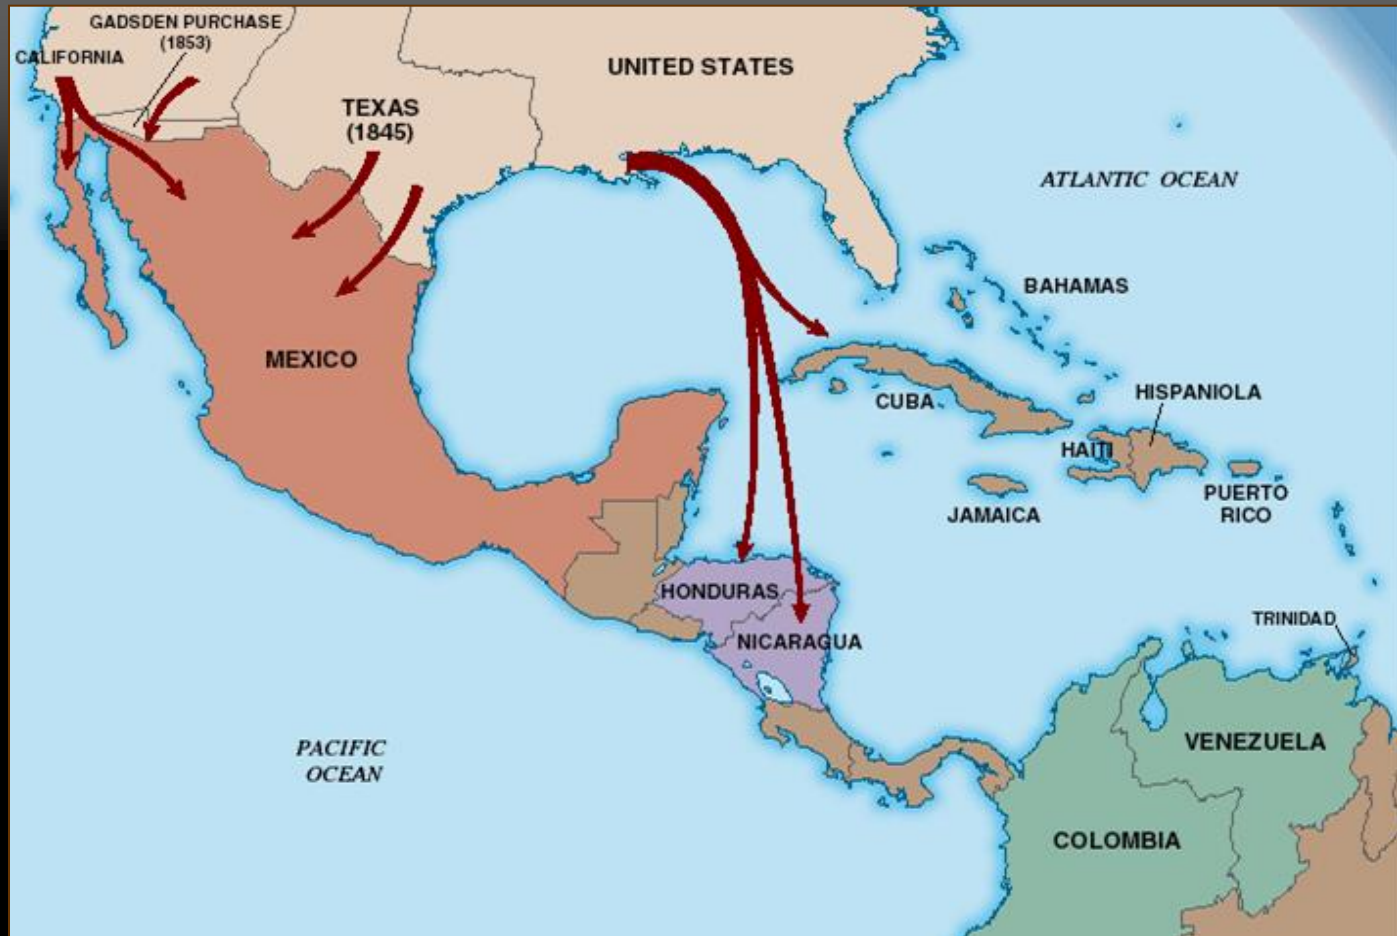 GADSDEN PURCHASE
(1853)
CALIFORNIA
UNITED STATES
TEXAS
(1845)
ATLANTIC OCEAN
BAHAMAS
MEXICO
HISPANIOLA
CUBA
HAITI
PUERTO
RICO
JAMAICA
HONDURAS
NICARAGUA
TRINIDAD
PACIFIC
OCEAN
VENEZUELA
COLOMBIA